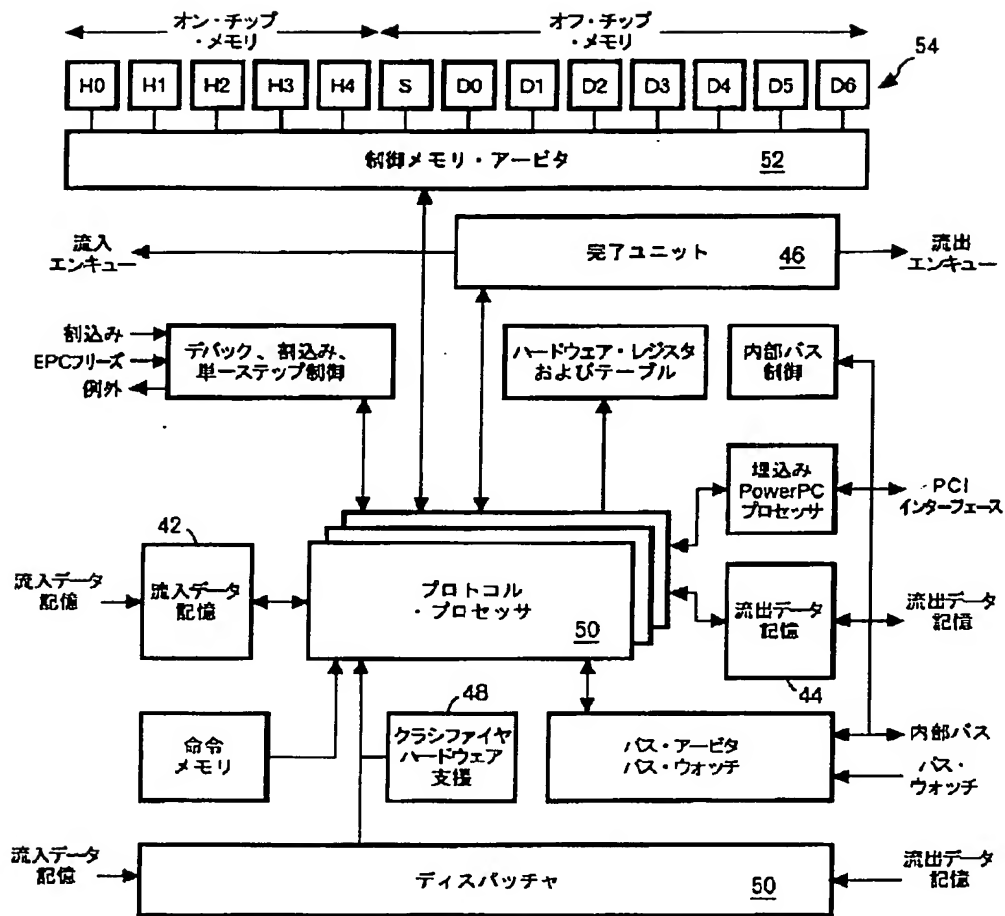 オン・チップ
・メモリ
オフ・チップ
・メモリ
54
H0 H1 H2 H3 H4 S D0 D1 D2 D3 D4 D5 D6
制御メモリ・アービタ 52
流入
エンキュー
完了ユニット 46
流出
エンキュー
割込み
EPCフリーズ
例外
デバック、割込み、
単一ステップ制御
ハードウェア・レジスタ
およびテーブル
内部バス
制御
埋込み
PowerPC
プロセッサ
PCI
インターフェース
42
流入データ
記憶
流入データ
記憶
プロトコル
・プロセッサ
50
流出データ
記憶
44
流出データ
記憶
命令
メモリ
48
クラシファイヤ
ハードウェア
支援
バス・アービタ
バス・ウォッチ
内部バス
バス・
ウォッチ
流入データ
記憶
ディスパッチャ 50
流出データ
記憶